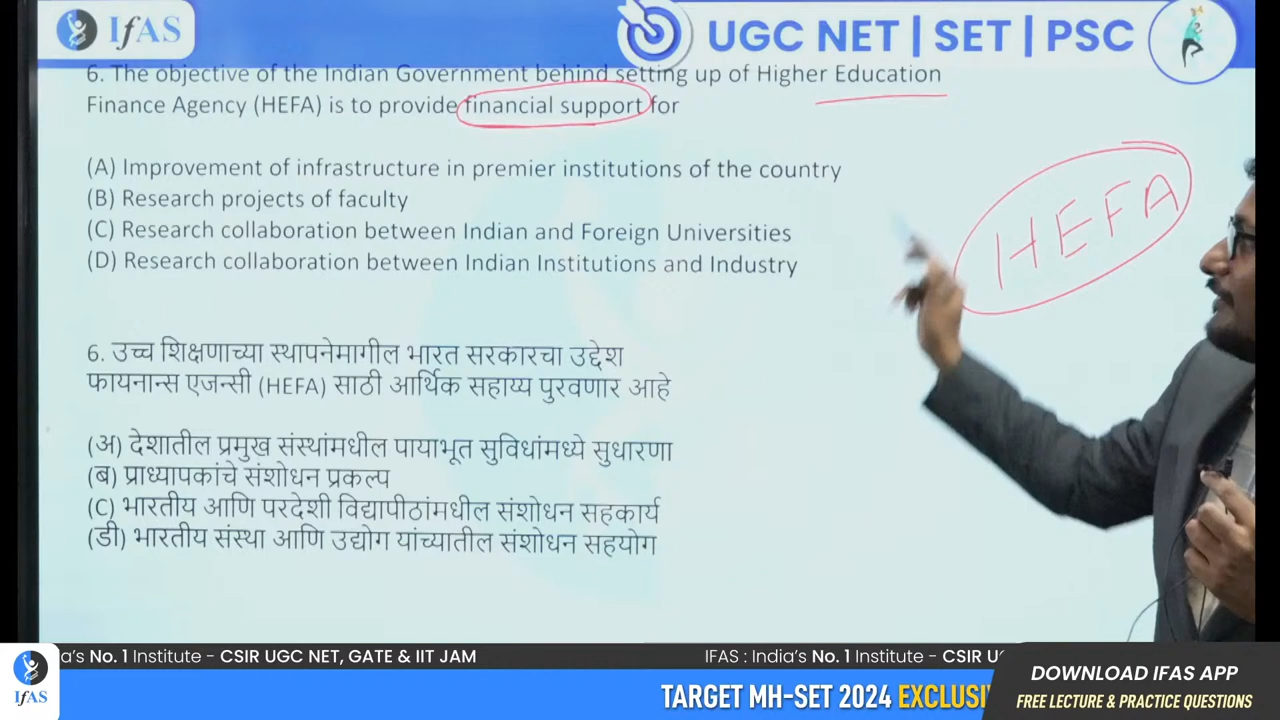 IfAS
UGC NET | SET | PSC
6. The objective of the Indian Government behind setting up of Higher Education
Finance Agency (HEFA) is to provide financial support for
(A) Improvement of infrastructure in premier institutions of the country
(B) Research projects of faculty
(C) Research collaboration between Indian and Foreign Universities
(D) Research collaboration between Indian Institutions and Industry
HEFA
6. उच्च शिक्षणाच्या स्थापनेमागील भारत सरकारचा उद्देश
फायनान्स एजन्सी (HEFA) साठी आर्थिक सहाय्य पुरवणार आहे
(अ) देशातील प्रमुख संस्थांमधील पायाभूत सुविधांमध्ये सुधारणा
(ब) प्राध्यापकांचे संशोधन प्रकल्प
(C) भारतीय आणि परदेशी विद्यापीठांमधील संशोधन सहकार्य
(डी) भारतीय संस्था आणि उद्योग यांच्यातील संशोधन सहयोग
IfAS
ia's No. 1 Institute - CSIR UGC NET, GATE & IIT JAM
IFAS : India's No. 1 Institute - CSIR
DOWNLOAD IFAS APP
FREE LECTURE & PRACTICE QUESTIONS
TARGET MH-SET 2024